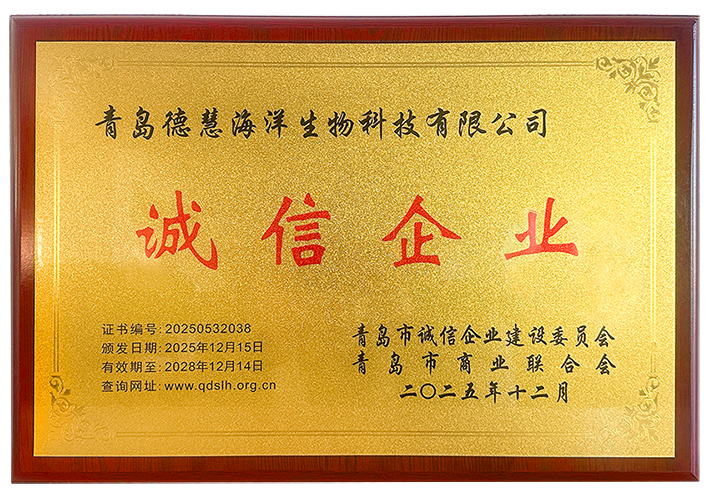 青岛德慧海洋生物科技有限公司
诚信企业
证书编号: 20250532038
颁发日期: 2025年12月15日
有效期至: 2028年12月14日
查询网址: www.qdslh.org.cn
青岛市诚信企业建设委员会
青岛市商业联合会
二〇二五年十二月